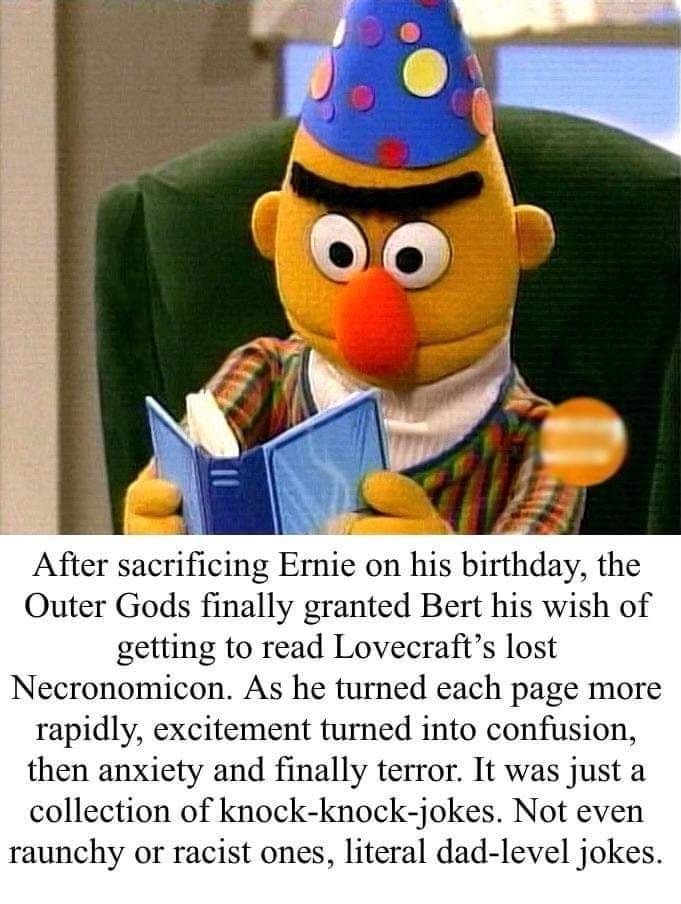 After sacrificing Ernie on his birthday, the
Outer Gods finally granted Bert his wish of
getting to read Lovecraft’s lost
Necronomicon. As he turned each page more
rapidly, excitement turned into confusion,
then anxiety and finally terror. It was just a
collection of knock-knock-jokes. Not even
raunchy or racist ones, literal dad-level jokes.